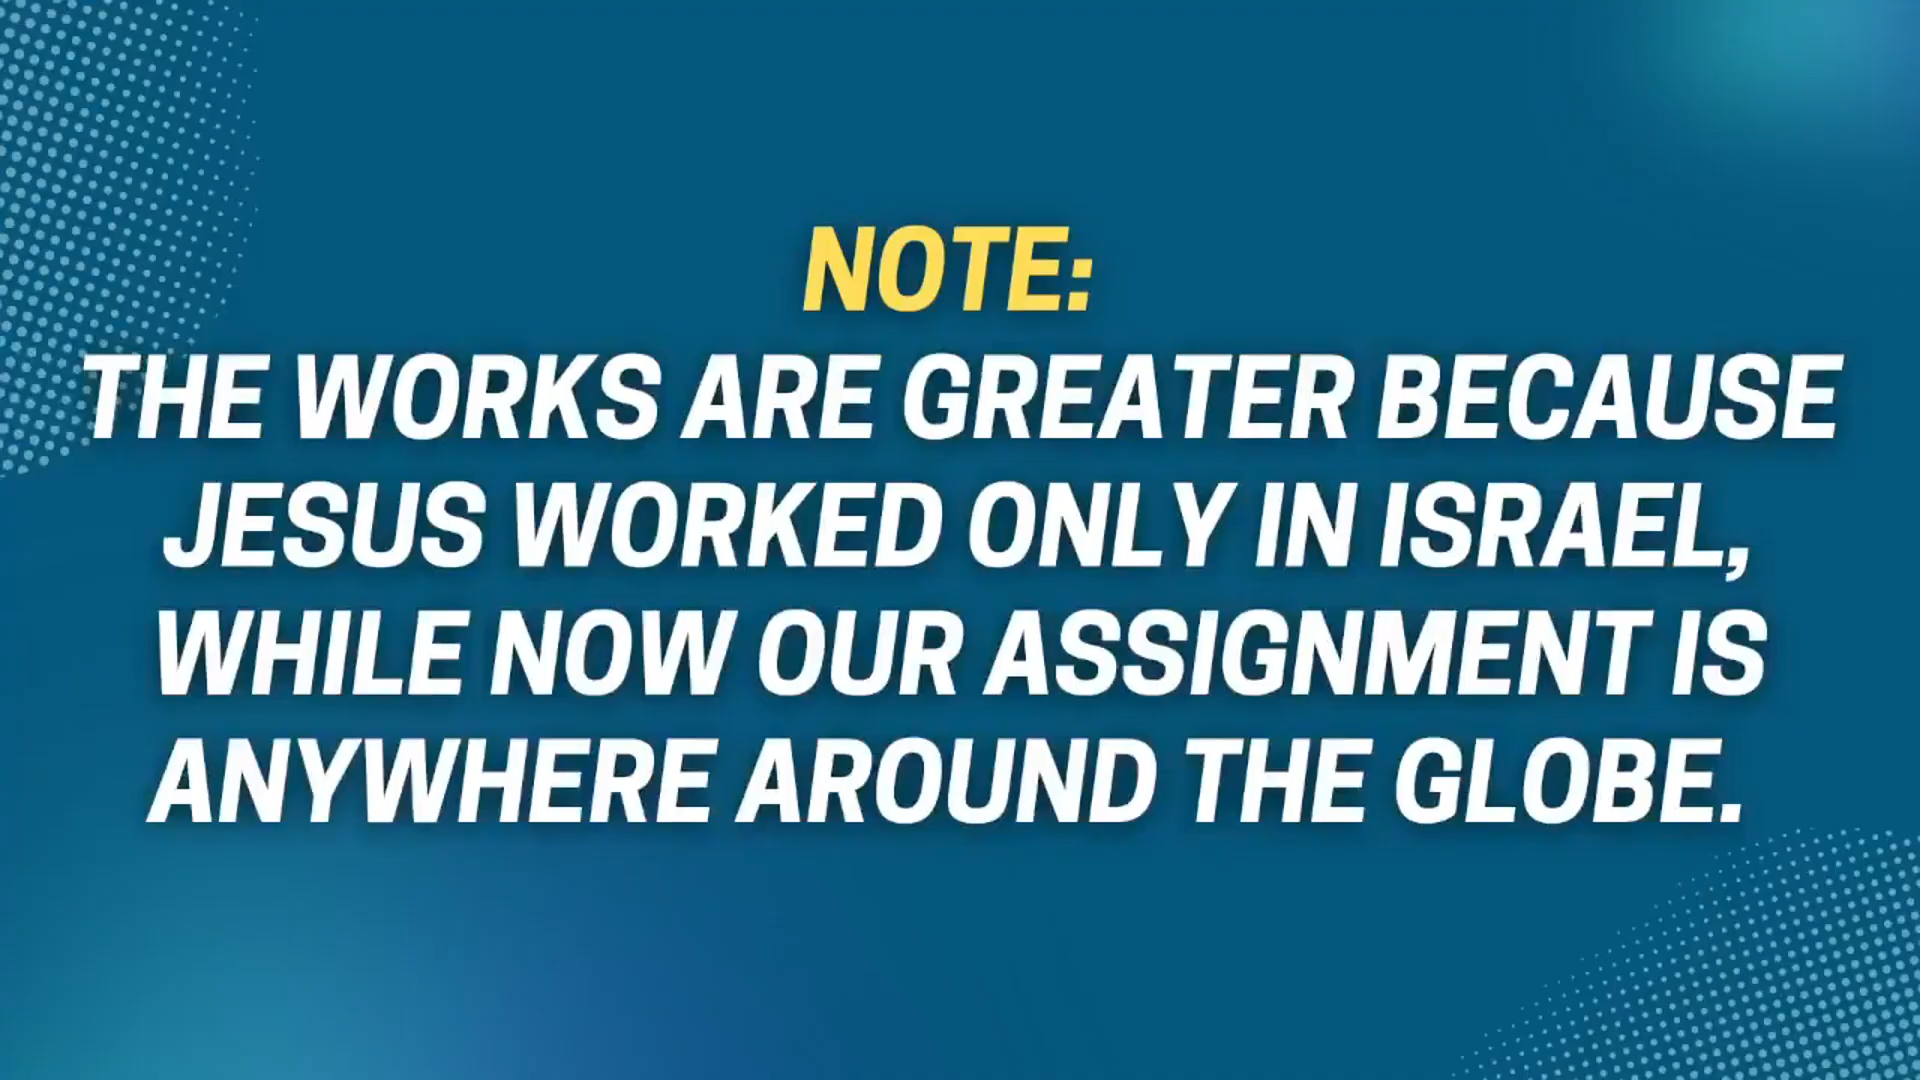 NOTE:
THE WORKS ARE GREATER BECAUSE
JESUS WORKED ONLY IN ISRAEL,
WHILE NOW OUR ASSIGNMENT IS
ANYWHERE AROUND THE GLOBE.